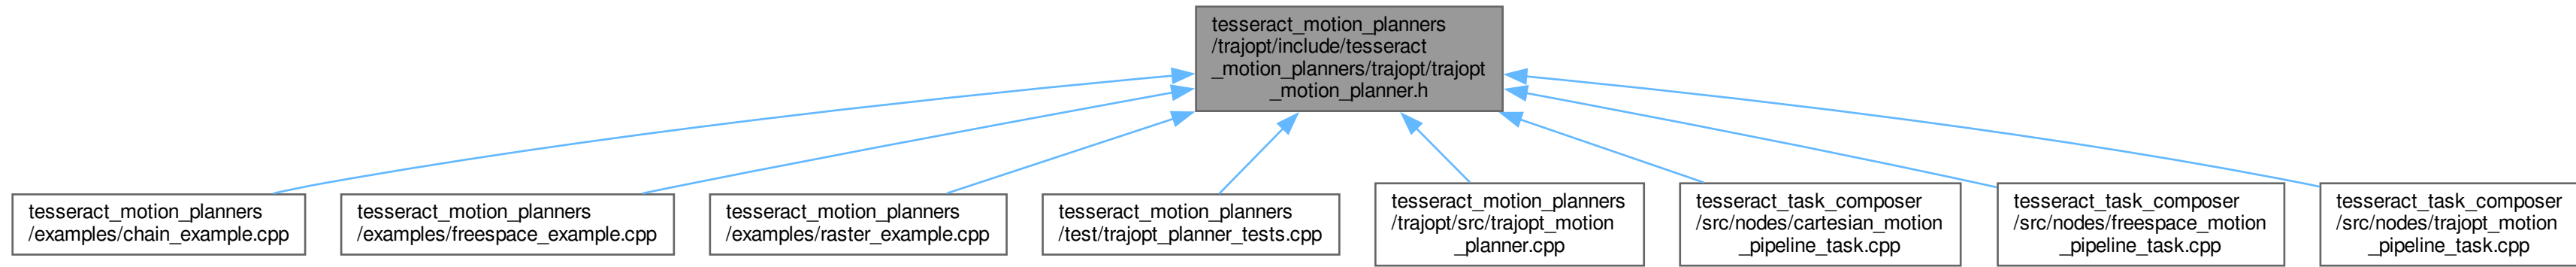 tesseract_motion_planners
/trajopt/include/tesseract
_motion_planners/trajopt/trajopt
_motion_planner.h
tesseract_motion_planners
/examples/chain_example.cpp
tesseract_motion_planners
/examples/freespace_example.cpp
tesseract_motion_planners
/examples/raster_example.cpp
tesseract_motion_planners
/test/trajopt_planner_tests.cpp
tesseract_motion_planners
/trajopt/src/trajopt_motion
_planner.cpp
tesseract_task_composer
/src/nodes/cartesian_motion
_pipeline_task.cpp
tesseract_task_composer
/src/nodes/freespace_motion
_pipeline_task.cpp
tesseract_task_composer
/src/nodes/trajopt_motion
_pipeline_task.cpp